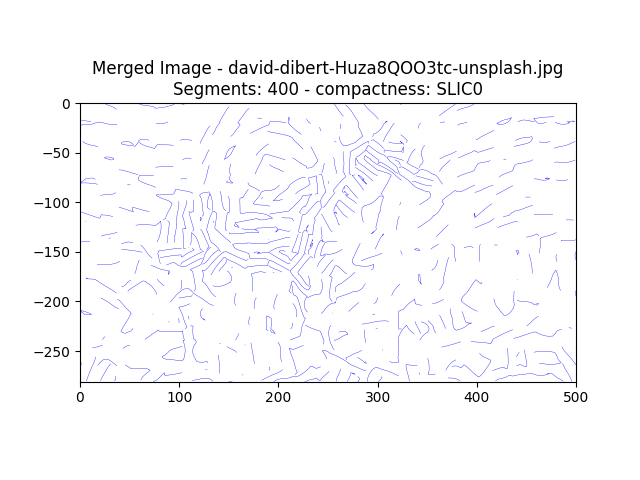 Merged Image - david-dibert-Huza8QOO3tc-unsplash.jpg
Segments: 400 - compactness: SLIC0
0
−50
−100
−150
−200
−250
0 100 200 300 400 500